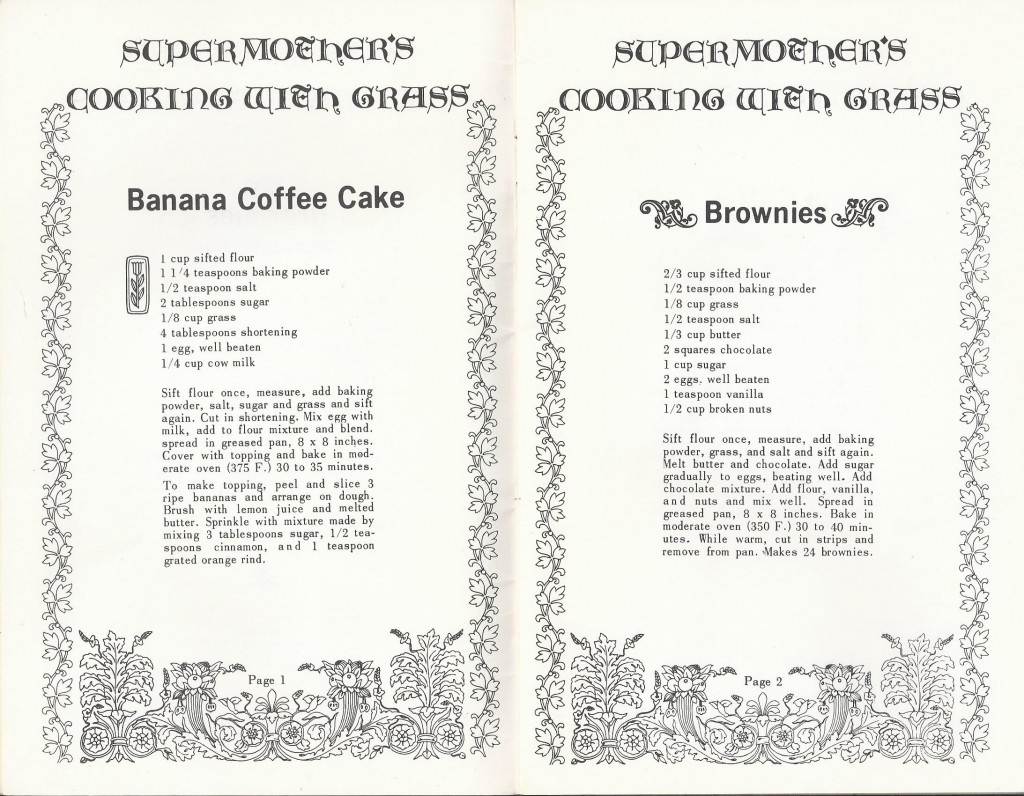 SUPERMOTHER'S
COOKING WITH GRASS
Banana Coffee Cake
1 cup sifted flour
1 1/4 teaspoons baking powder
1/2 teaspoon salt
2 tablespoons sugar
1/8 cup grass
4 tablespoons shortening
1 egg, well beaten
1/4 cup cow milk
Sift flour once, measure, add baking
powder, salt, sugar and grass and sift
again. Cut in shortening. Mix egg with
milk, add to flour mixture and blend.
spread in greased pan, 8 x 8 inches.
Cover with topping and bake in mod-
erate oven (375 F.) 30 to 35 minutes.
To make topping, peel and slice 3
ripe bananas and arrange on dough.
Brush with lemon juice and melted
butter. Sprinkle with mixture made by
mixing 3 tablespoons sugar, 1/2 tea-
spoons cinnamon, and 1 teaspoon
grated orange rind.
Page 1
SUPERMOTHER'S
COOKING WITH GRASS
Brownies
2/3 cup sifted flour
1/2 teaspoon baking powder
1/8 cup grass
1/2 teaspoon salt
1/3 cup butter
2 squares chocolate
1 cup sugar
2 eggs. well beaten
1 teaspoon vanilla
1/2 cup broken nuts
Sift flour once, measure, add baking
powder, grass, and salt and sift again.
Melt butter and chocolate. Add sugar
gradually to eggs, beating well. Add
chocolate mixture. Add flour, vanilla,
and nuts and mix well. Spread in
greased pan, 8 x 8 inches. Bake in
moderate oven (350 F.) 30 to 40 min-
utes. While warm, cut in strips and
remove from pan. Makes 24 brownies.
Page 2